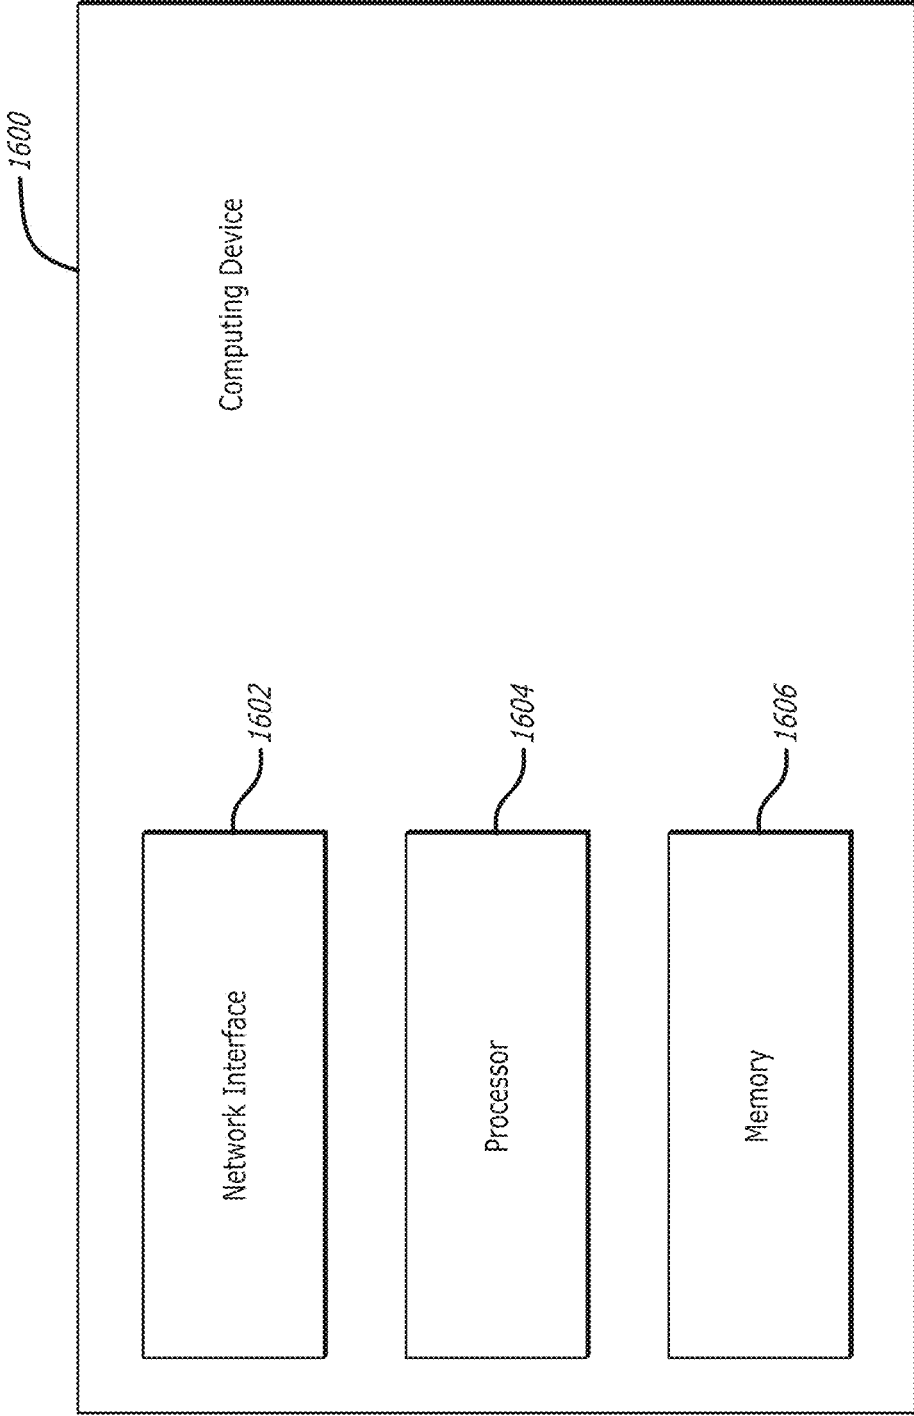 1600
Computing Device
1602
Network Interface
1604
Processor
1606
Memory